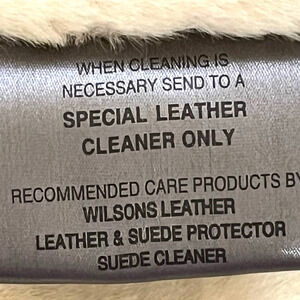 WHEN CLEANING IS
NECESSARY SEND TO A
SPECIAL LEATHER
CLEANER ONLY
RECOMMENDED CARE PRODUCTS BY
WILSONS LEATHER
LEATHER & SUEDE PROTECTOR
SUEDE CLEANER